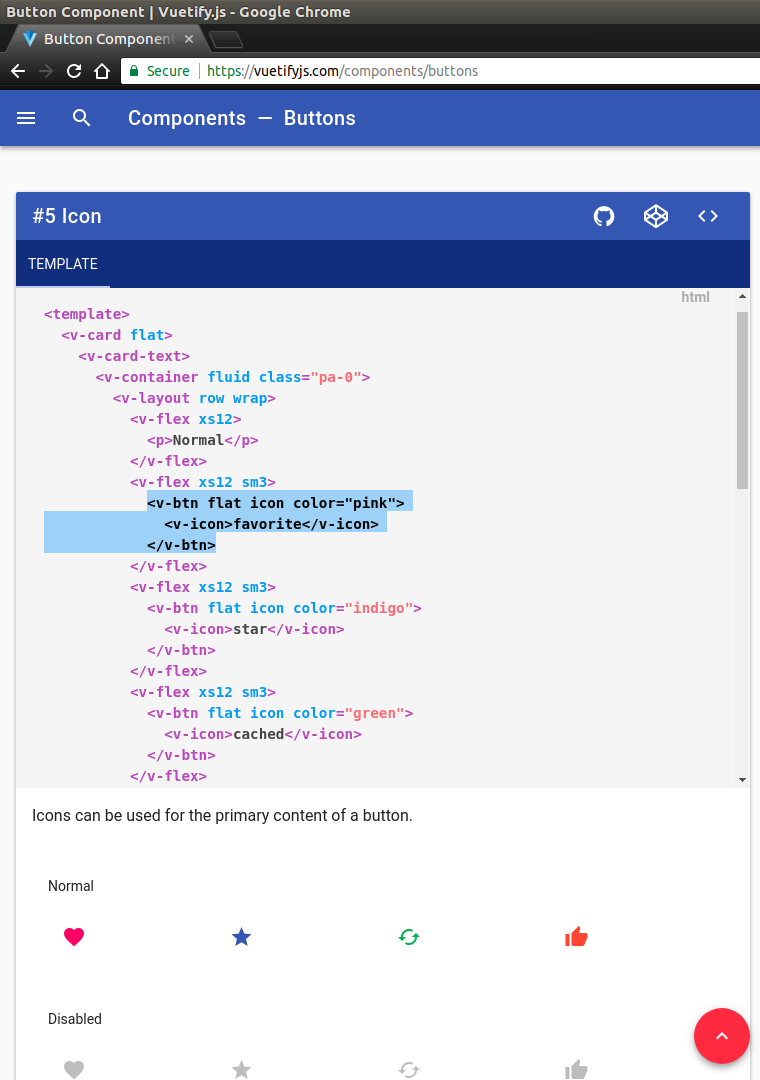 Button Component | Vuetify.js - Google Chrome
Button Component
Secure https://vuetifyjs.com/components/buttons
Components — Buttons
#5 Icon
TEMPLATE
html
<template>
<v-card flat>
<v-card-text>
<v-container fluid class="pa-0">
<v-layout row wrap>
<v-flex xs12>
<p>Normal</p>
</v-flex>
<v-flex xs12 sm3>
<v-btn flat icon color="pink">
<v-icon>favorite</v-icon>
</v-btn>
</v-flex>
<v-flex xs12 sm3>
<v-btn flat icon color="indigo">
<v-icon>star</v-icon>
</v-btn>
</v-flex>
<v-flex xs12 sm3>
<v-btn flat icon color="green">
<v-icon>cached</v-icon>
</v-btn>
</v-flex>
Icons can be used for the primary content of a button.
Normal
Disabled